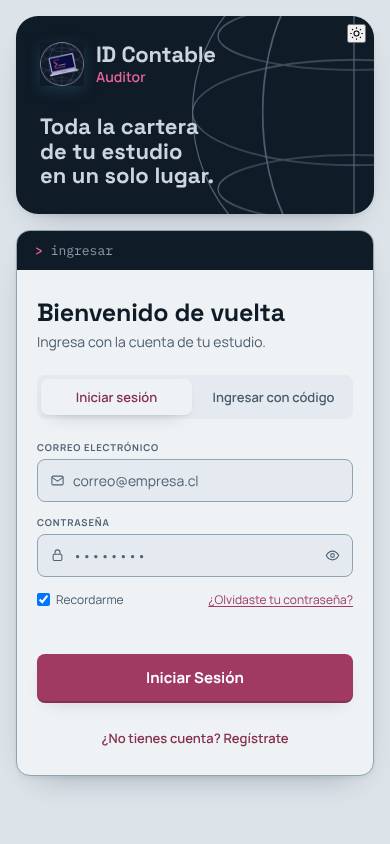 ID Contable
Auditor
Toda la cartera
de tu estudio
en un solo lugar.
> ingresar
Bienvenido de vuelta
Ingresa con la cuenta de tu estudio.
Iniciar sesión
Ingresar con código
CORREO ELECTRÓNICO
correo@empresa.cl
CONTRASEÑA
••••••••
Recordarme
¿Olvidaste tu contraseña?
Iniciar Sesión
¿No tienes cuenta? Regístrate